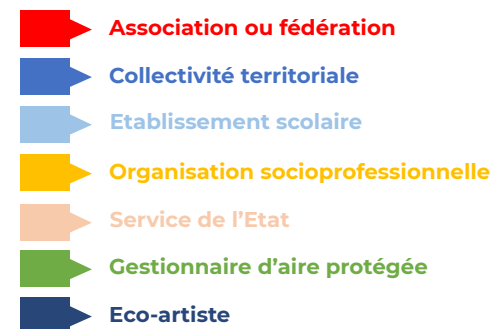 Association ou fédération
Collectivité territoriale
Etablissement scolaire
Organisation socioprofessionnelle
Service de l'Etat
Gestionnaire d'aire protégée
Eco-artiste